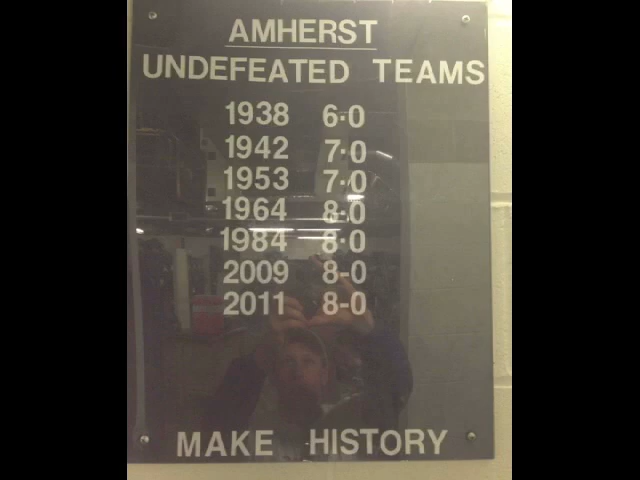 AMHERST
UNDEFEATED TEAMS
1938 6-0
1942 7-0
1953 7-0
1964 8-0
1984 8-0
2009 8-0
2011 8-0
MAKE HISTORY